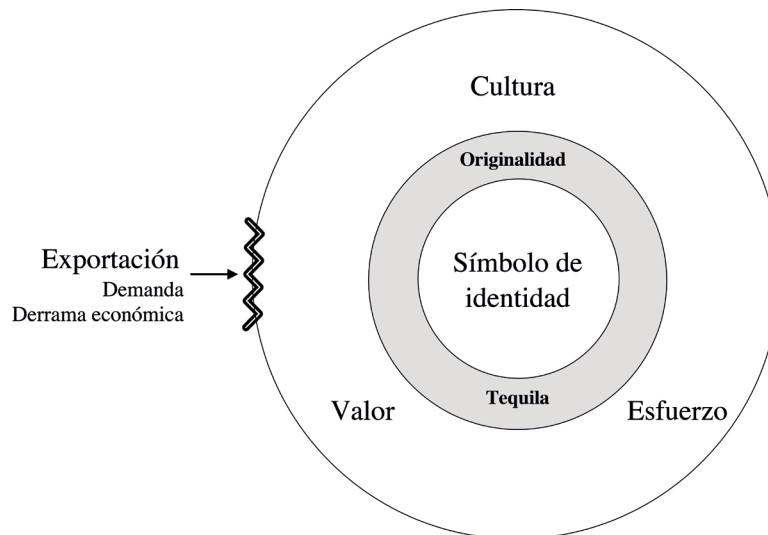 Cultura
Originalidad
Símbolo de
identidad
Exportación
Demanda
Derrama económica
Tequila
Valor
Esfuerzo